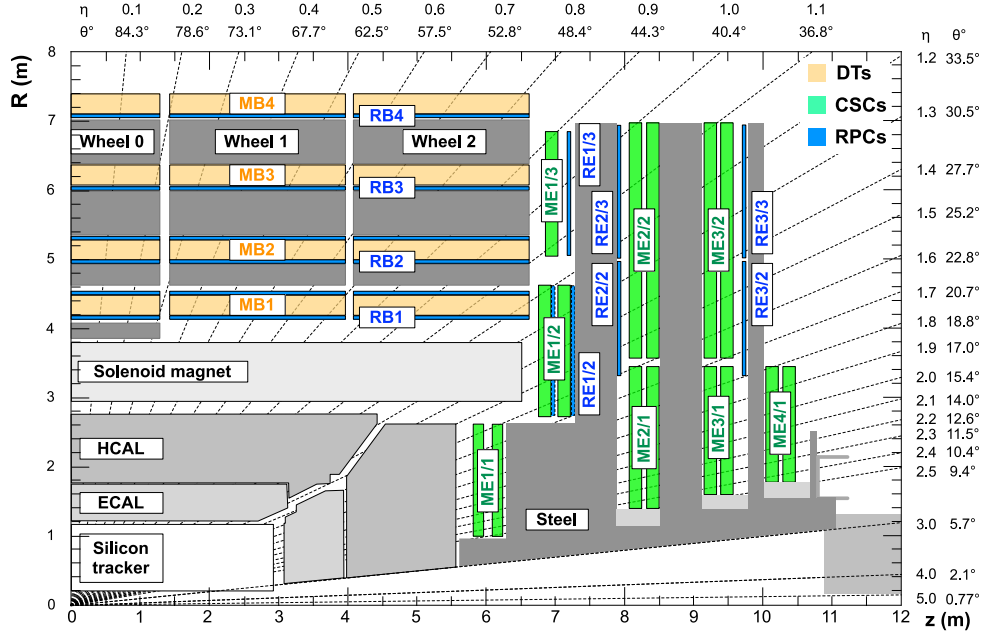 η 0.1 0.2 0.3 0.4 0.5 0.6 0.7 0.8 0.9 1.0 1.1
θ° 84.3° 78.6° 73.1° 67.7° 62.5° 57.5° 52.8° 48.4° 44.3° 40.4° 36.8°
η θ°
R (m)
8
7
6
5
4
3
2
1
0
1.2 33.5°
1.3 30.5°
1.4 27.7°
1.5 25.2°
1.6 22.8°
1.7 20.7°
1.8 18.8°
1.9 17.0°
2.0 15.4°
2.1 14.0°
2.2 12.6°
2.3 11.5°
2.4 10.4°
2.5 9.4°
3.0 5.7°
4.0 2.1°
5.0 0.77°
DTs
CSCs
RPCs
MB4
RB4
Wheel 0
Wheel 1
Wheel 2
MB3
RB3
MB2
RB2
MB1
RB1
Solenoid magnet
HCAL
ECAL
Silicon
tracker
Steel
ME1/3
RE1/3
RE2/3
ME2/2
ME3/2
RE3/3
RE2/2
RE3/2
ME1/2
RE1/2
ME1/1
ME2/1
ME3/1
ME4/1
0 1 2 3 4 5 6 7 8 9 10 11 12
z (m)